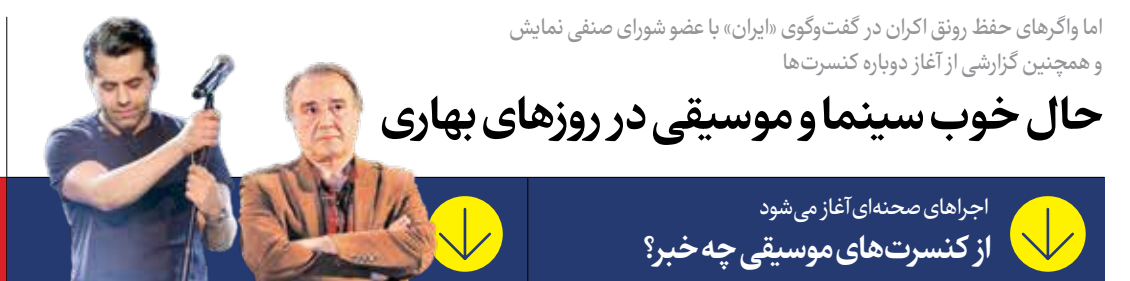 اما واگرهای حفظ رونق اکران در گفت‌وگوی «ایران» با عضو شورای صنفی نمایش
و همچنین گزارشی از آغاز دوباره کنسرت‌ها
حال خوب سینما و موسیقی در روزهای بهاری
اجراهای صحنه‌ای آغاز می‌شود
از کنسرت‌های موسیقی چه خبر؟